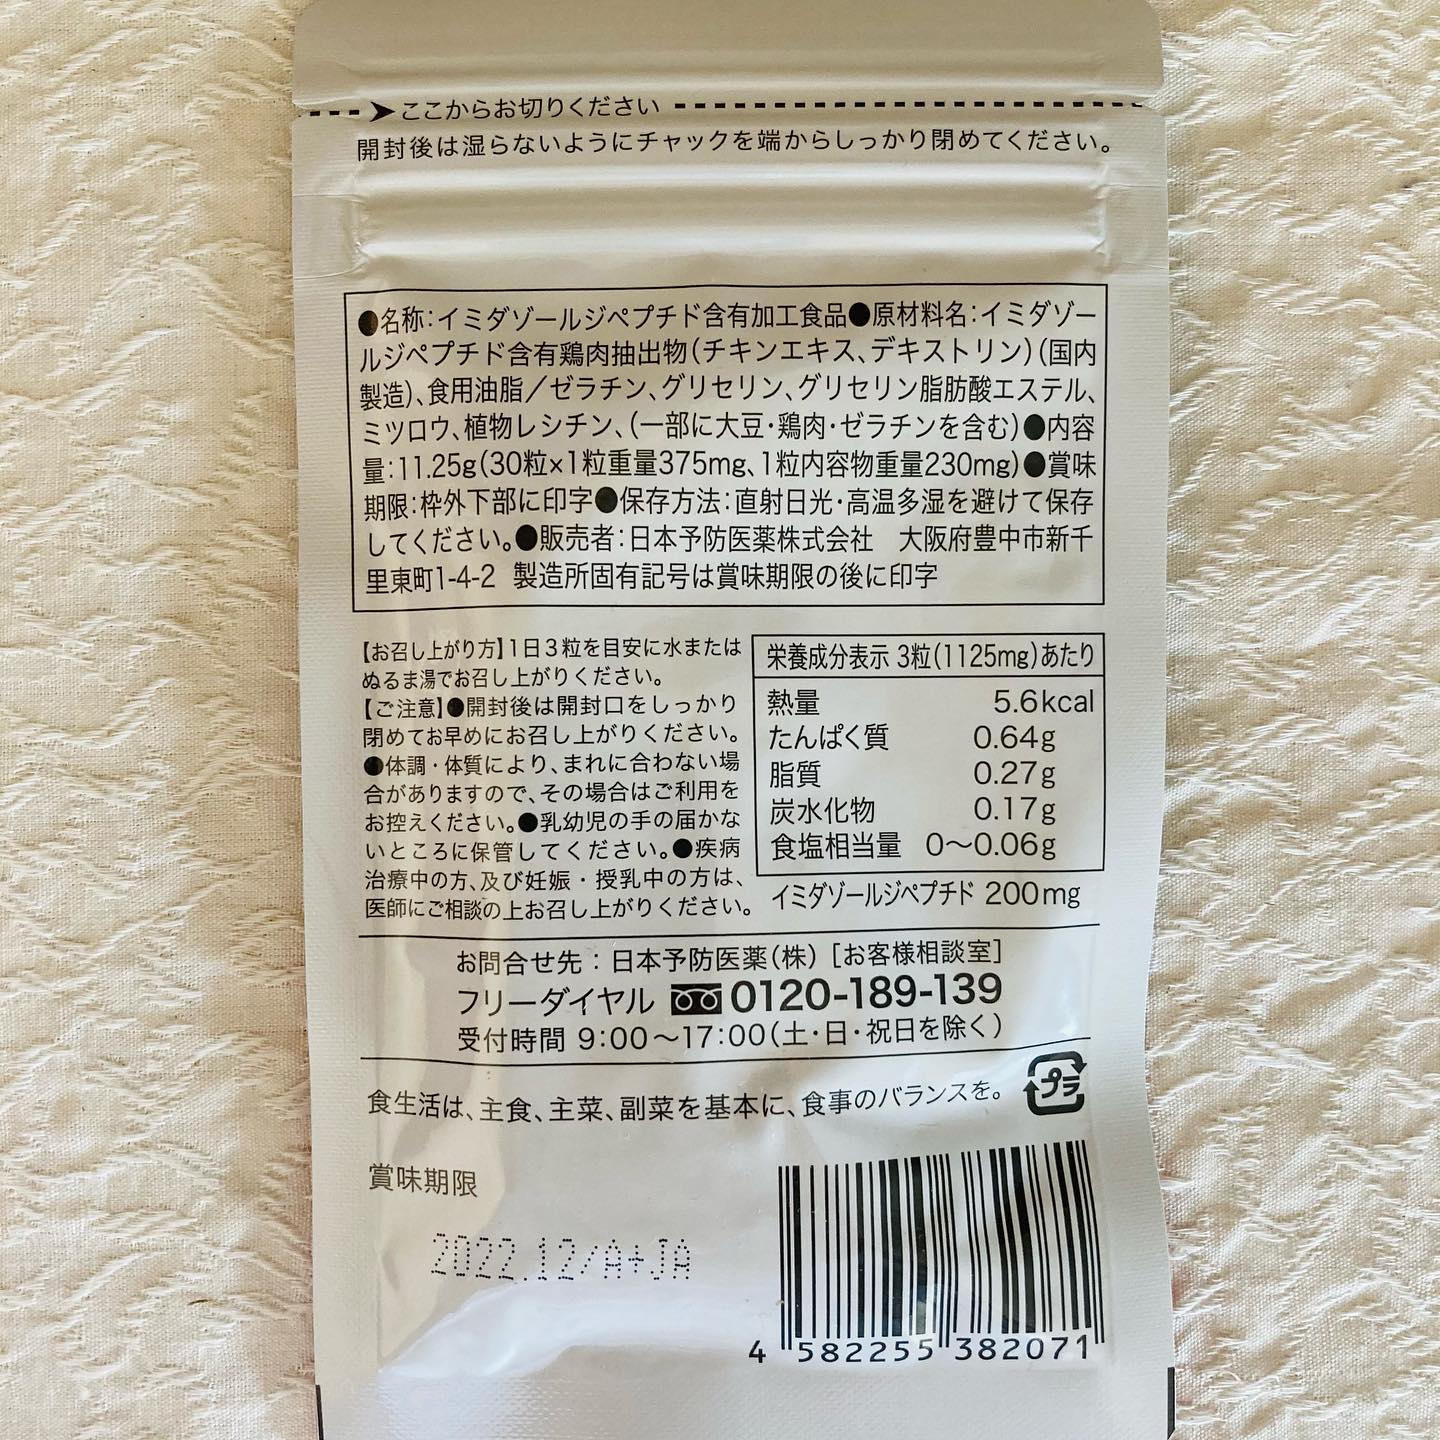 ここからお切りください
開封後は湿らないようにチャックを端からしっかり閉めてください。
●名称:イミダゾールジペプチド含有加工食品●原材料名:イミダゾー
ルジペプチド含有鶏肉抽出物(チキンエキス、デキストリン)(国内
製造)、食用油脂/ゼラチン、グリセリン、グリセリン脂肪酸エステル、
ミツロウ、植物レシチン、(一部に大豆・鶏肉・ゼラチンを含む)●内容
量:11.25g(30粒×1粒重量375mg、1粒内容物重量230mg)●賞味
期限:枠外下部に印字●保存方法:直射日光・高温多湿を避けて保存
してください。●販売者:日本予防医薬株式会社 大阪府豊中市新千
里東町1-4-2 製造所固有記号は賞味期限の後に印字
【お召し上がり方】1日3粒を目安に水または
ぬるま湯でお召し上がりください。
【ご注意】●開封後は開封口をしっかり
閉めてお早めにお召し上がりください。
●体調・体質により、まれに合わない場
合がありますので、その場合はご利用を
お控えください。●乳幼児の手の届かな
いところに保管してください。●疾病
治療中の方、及び妊娠・授乳中の方は、
医師にご相談の上お召し上がりください。
栄養成分表示 3粒(1125mg)あたり
熱量 5.6kcal
たんぱく質 0.64g
脂質 0.27g
炭水化物 0.17g
食塩相当量 0〜0.06g
イミダゾールジペプチド 200mg
お問合せ先:日本予防医薬(株)[お客様相談室]
フリーダイヤル 0120-189-139
受付時間 9:00〜17:00(土・日・祝日を除く)
食生活は、主食、主菜、副菜を基本に、食事のバランスを。
プラ
賞味期限
2022.12/A+JA
4 582255 382071